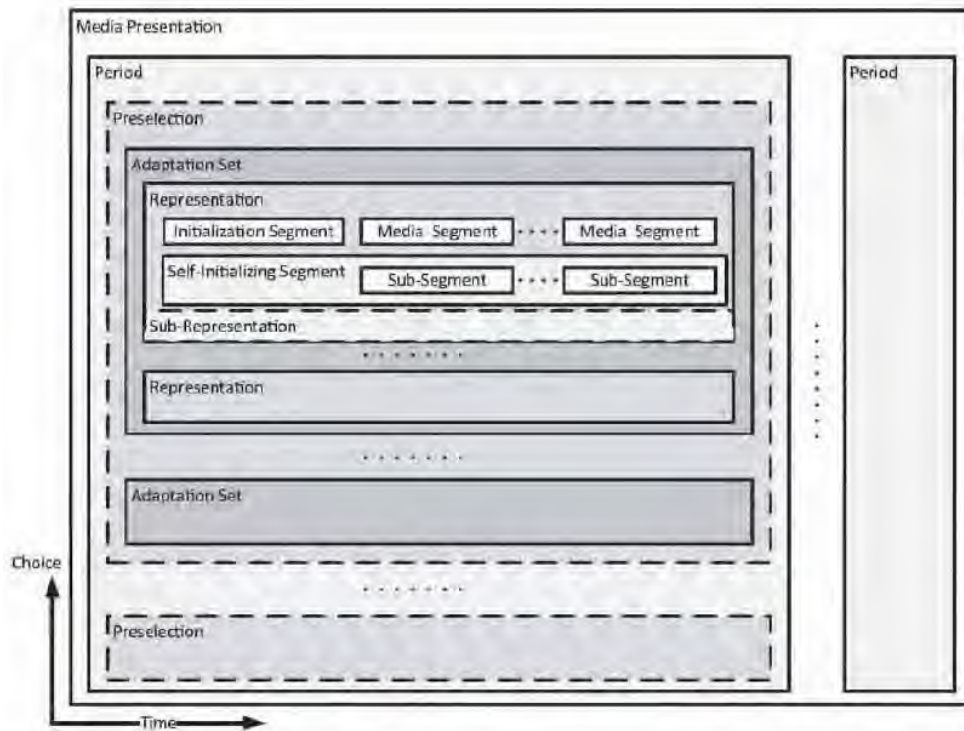 Media Presentation
Period
Period
Preselection
Adaptation Set
Representation
Initialization Segment
Media Segment
Media Segment
Self-Initializing Segment
Sub-Segment
Sub-Segment
Sub-Representation
Representation
Adaptation Set
Choice
Preselection
Time